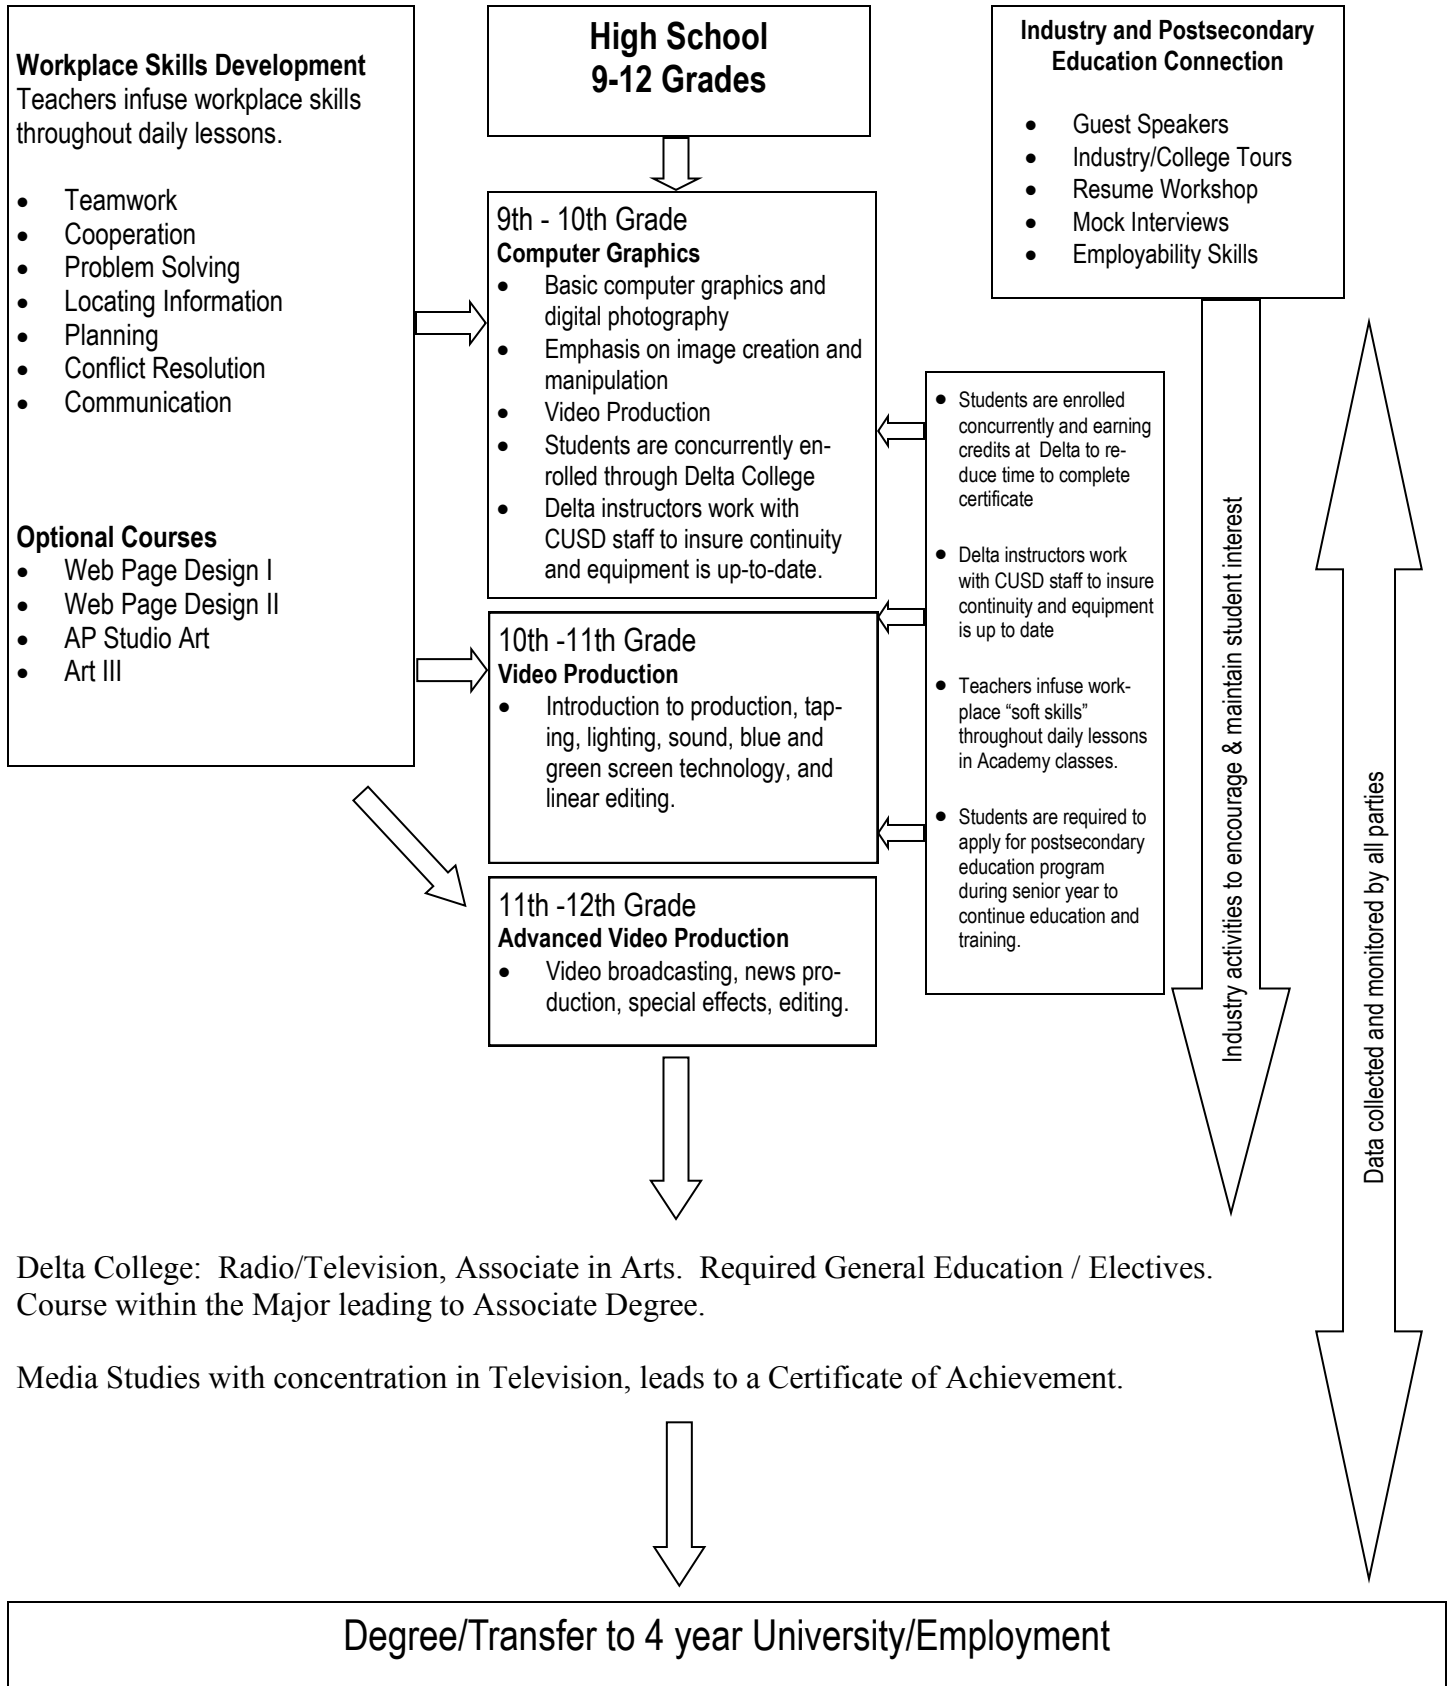 Workplace Skills Development
Teachers infuse workplace skills
throughout daily lessons.
• Teamwork
• Cooperation
• Problem Solving
• Locating Information
• Planning
• Conflict Resolution
• Communication
Optional Courses
• Web Page Design I
• Web Page Design II
• AP Studio Art
• Art III
High School
9-12 Grades
9th - 10th Grade
Computer Graphics
• Basic computer graphics and
digital photography
• Emphasis on image creation and
manipulation
• Video Production
• Students are concurrently en-
rolled through Delta College
• Delta instructors work with
CUSD staff to insure continuity
and equipment is up-to-date.
10th -11th Grade
Video Production
• Introduction to production, tap-
ing, lighting, sound, blue and
green screen technology, and
linear editing.
11th -12th Grade
Advanced Video Production
• Video broadcasting, news pro-
duction, special effects, editing.
Industry and Postsecondary
Education Connection
• Guest Speakers
• Industry/College Tours
• Resume Workshop
• Mock Interviews
• Employability Skills
• Students are enrolled
concurrently and earning
credits at Delta to re-
duce time to complete
certificate
• Delta instructors work
with CUSD staff to insure
continuity and equipment
is up to date
• Teachers infuse work-
place “soft skills”
throughout daily lessons
in Academy classes.
• Students are required to
apply for postsecondary
education program
during senior year to
continue education and
training.
Industry activities to encourage & maintain student interest
Data collected and monitored by all parties
Delta College: Radio/Television, Associate in Arts. Required General Education / Electives.
Course within the Major leading to Associate Degree.
Media Studies with concentration in Television, leads to a Certificate of Achievement.
Degree/Transfer to 4 year University/Employment